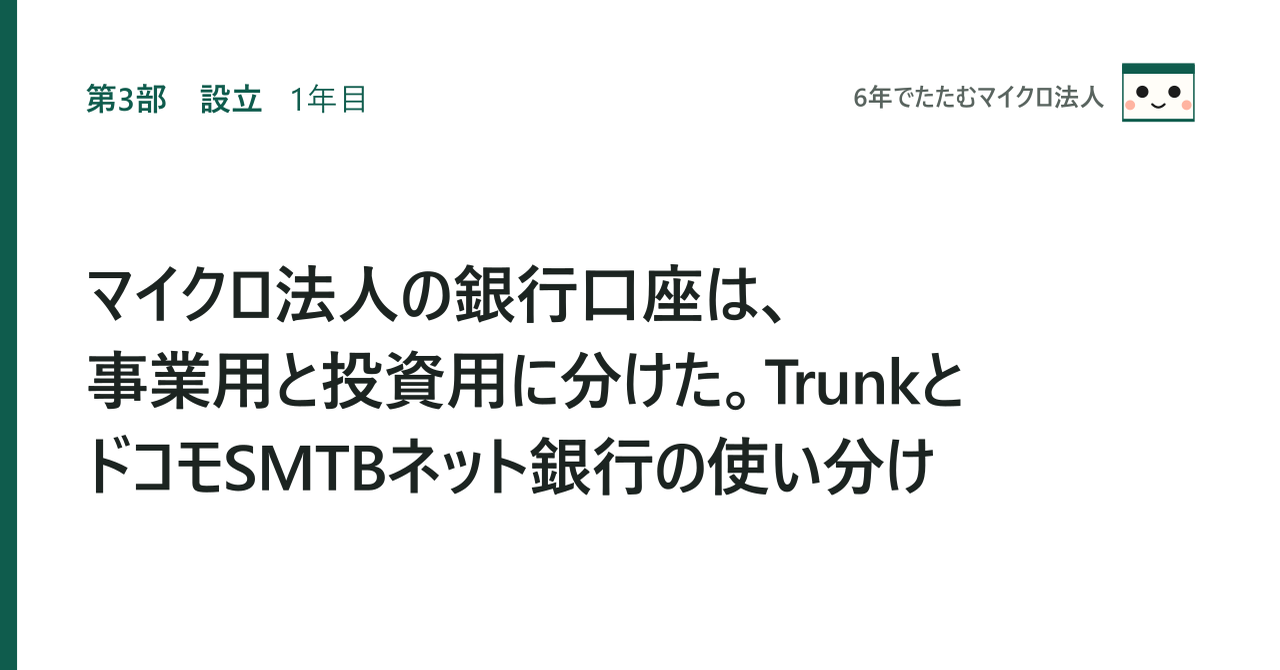 第3部　設立　1年目
6年でたたむマイクロ法人
マイクロ法人の銀行口座は、
事業用と投資用に分けた。Trunkと
ドコモSMTBネット銀行の使い分け